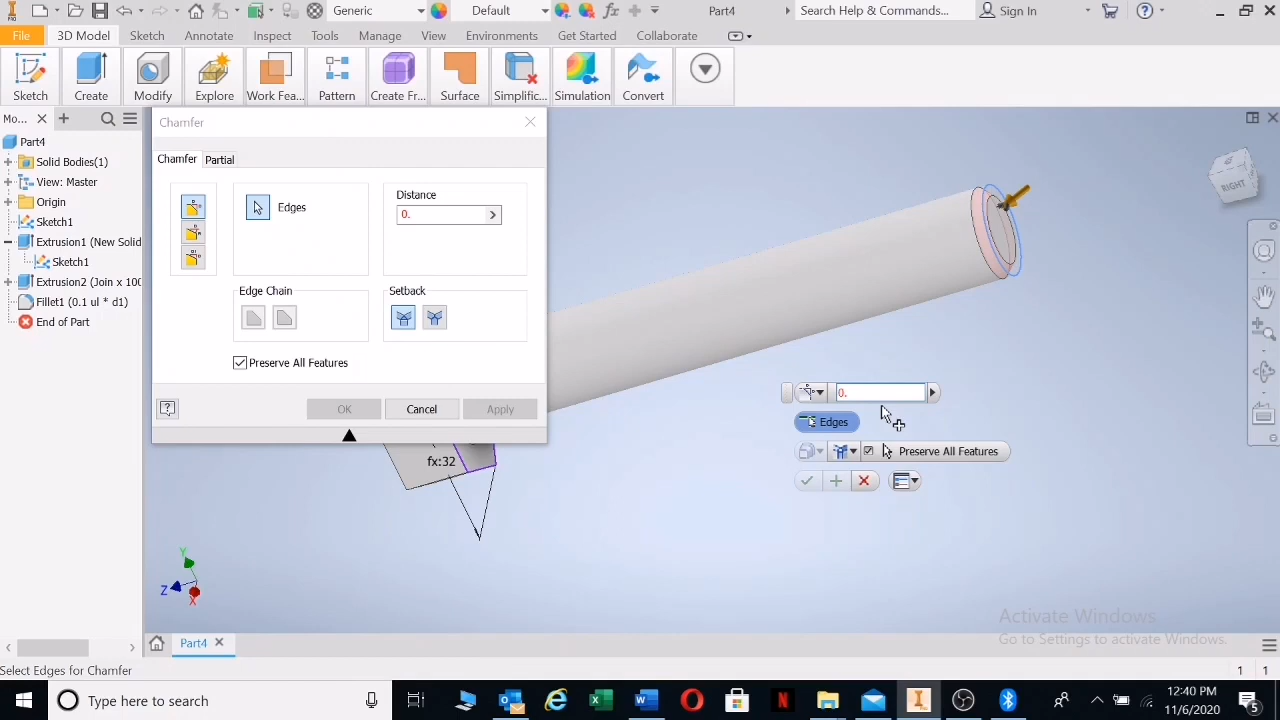 Chamfer
Generic
Default
Part4
Search Help & Commands...
Sign In
File
3D Model
Sketch
Annotate
Inspect
Tools
Manage
View
Environments
Get Started
Collaborate
Sketch
Create
Modify
Explore
Work Fea...
Pattern
Create Fr...
Surface
Simplific...
Simulation
Convert
Mo...
Part4
Solid Bodies(1)
View: Master
Origin
Sketch1
Extrusion1 (New Solid
Sketch1
Extrusion2 (Join x 100
Fillet1 (0.1 ul * d1)
End of Part
Chamfer
Chamfer
Partial
Edges
Distance
0.
Edge Chain
Setback
Preserve All Features
OK
Cancel
Apply
RIGHT
0.
Edges
Preserve All Features
fx:32
Y
Z
X
Activate Windows
Go to Settings to activate Windows.
Part4
Select Edges for Chamfer
1 1
Type here to search
12:40 PM
11/6/2020
5